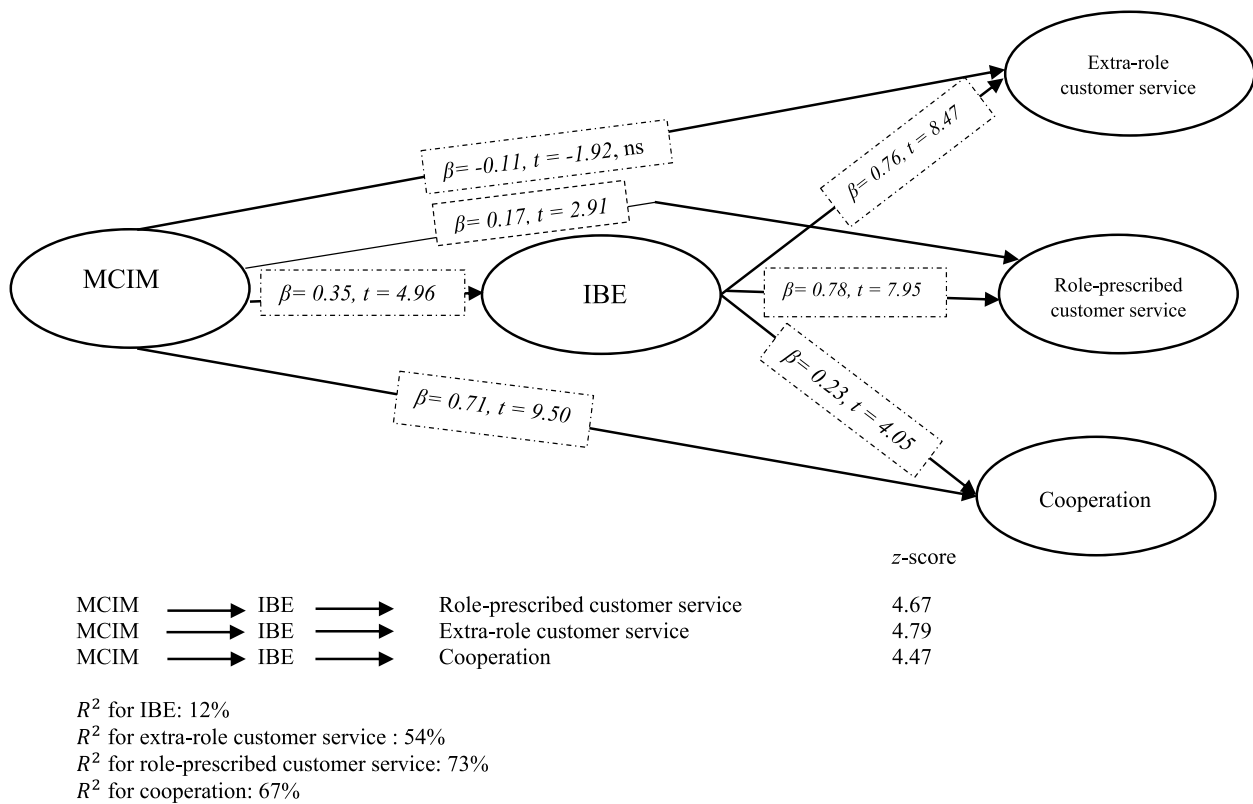 Extra-role
customer service
β= -0.11, t = -1.92, ns
β= 0.76, t = 8.47
β= 0.17, t = 2.91
MCIM
β= 0.35, t = 4.96
IBE
β= 0.78, t = 7.95
Role-prescribed
customer service
β= 0.71, t = 9.50
β= 0.23, t = 4.05
Cooperation
z-score
MCIM IBE Role-prescribed customer service 4.67
MCIM IBE Extra-role customer service 4.79
MCIM IBE Cooperation 4.47
R² for IBE: 12%
R² for extra-role customer service : 54%
R² for role-prescribed customer service: 73%
R² for cooperation: 67%